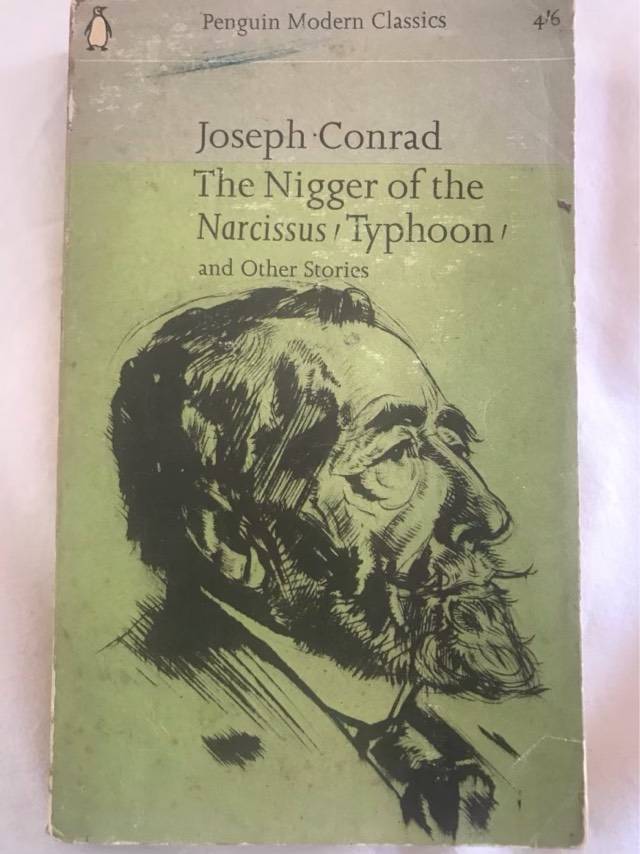 Penguin Modern Classics 4'6
Joseph Conrad
The Nigger of the
Narcissus / Typhoon /
and Other Stories